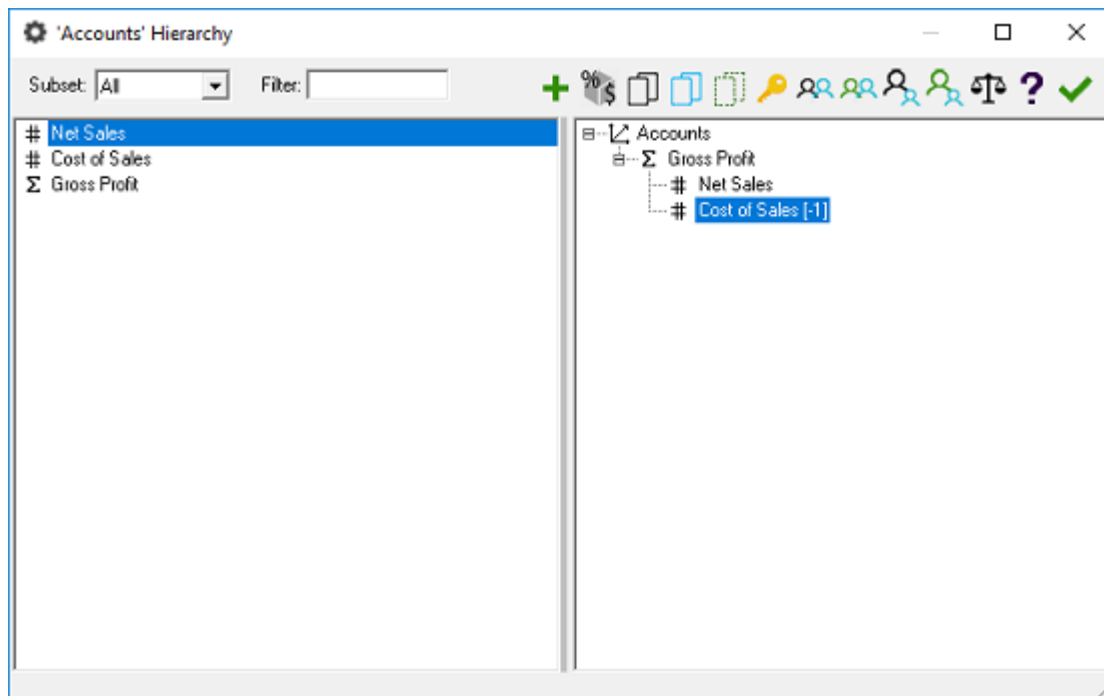 'Accounts' Hierarchy
Subset: All Filter:
# Net Sales
# Cost of Sales
Σ Gross Profit
Accounts
Σ Gross Profit
# Net Sales
# Cost of Sales [-1]